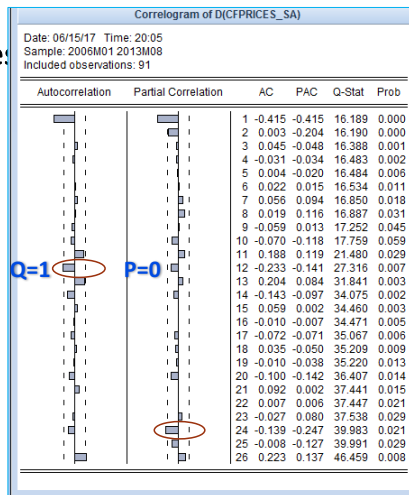 Correlogram of D(CFPRICES_SA)
es
Date: 06/15/17 Time: 20:05
Sample: 2006M01 2013M08
Included observations: 91
Autocorrelation Partial Correlation AC PAC Q-Stat Prob
1 -0.415 -0.415 16.189 0.000
2 0.003 -0.204 16.190 0.000
3 0.045 -0.048 16.388 0.001
4 -0.031 -0.034 16.483 0.002
5 0.004 -0.020 16.484 0.006
6 0.022 0.015 16.534 0.011
7 0.056 0.094 16.850 0.018
8 0.019 0.116 16.887 0.031
9 -0.059 0.013 17.252 0.045
10 -0.070 -0.118 17.759 0.059
11 0.188 0.119 21.480 0.029
Q=1 P=0 12 -0.233 -0.141 27.316 0.007
13 0.204 0.084 31.841 0.003
14 -0.143 -0.097 34.075 0.002
15 0.059 0.002 34.460 0.003
16 -0.010 -0.007 34.471 0.005
17 -0.072 -0.071 35.067 0.006
18 0.035 -0.050 35.209 0.009
19 -0.010 -0.038 35.220 0.013
20 -0.100 -0.142 36.407 0.014
21 0.092 0.002 37.441 0.015
22 0.007 0.006 37.447 0.021
23 -0.027 0.080 37.538 0.029
24 -0.139 -0.247 39.983 0.021
25 -0.008 -0.127 39.991 0.029
26 0.223 0.137 46.459 0.008